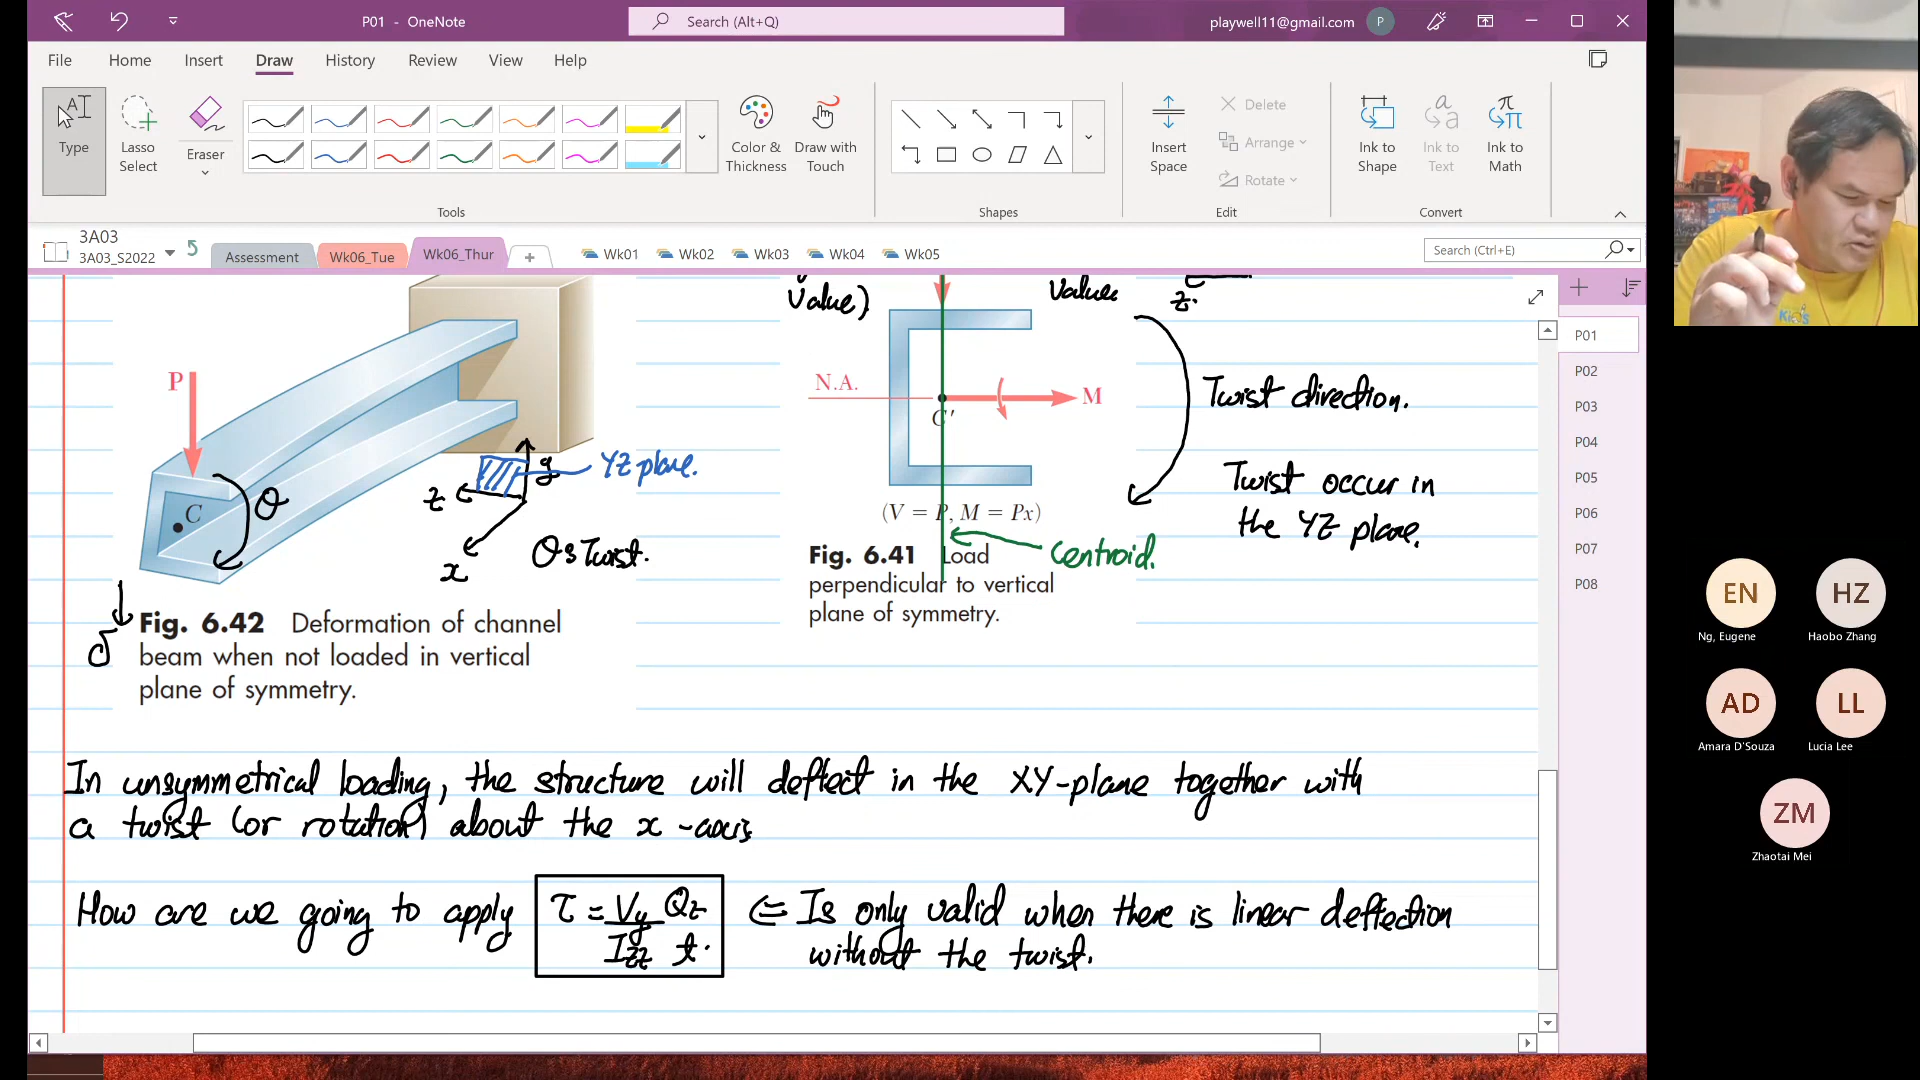 P01 - OneNote
Search (Alt+Q)
playwell11@gmail.com
P
File
Home
Insert
Draw
History
Review
View
Help
Type
Lasso Select
Eraser
Color & Thickness
Draw with Touch
Insert Space
Delete
Arrange
Rotate
Ink to Shape
Ink to Text
Ink to Math
Tools
Shapes
Edit
Convert
3A03
3A03_S2022
Assessment
Wk06_Tue
Wk06_Thur
Wk01
Wk02
Wk03
Wk04
Wk05
Search (Ctrl+E)
P01
P02
P03
P04
P05
P06
P07
P08
P
C
θ
z
y
x
YZ plane.
θ is Twist.
δ
Fig. 6.42 Deformation of channel
beam when not loaded in vertical
plane of symmetry.
Value)
Values
z.
N.A.
C'
M
(V = P, M = Px)
Fig. 6.41 Load
perpendicular to vertical
plane of symmetry.
Centroid.
Twist direction.
Twist occur in
the YZ plane.
In unsymmetrical loading, the structure will deflect in the XY-plane together with
a twist (or rotation) about the x-axis
How are we going to apply τ = Vy Qz / Izz t. ⇐ Is only valid when there is linear deflection
without the twist.
EN
Ng, Eugene
HZ
Haobo Zhang
AD
Amara D'Souza
LL
Lucia Lee
ZM
Zhaotai Mei